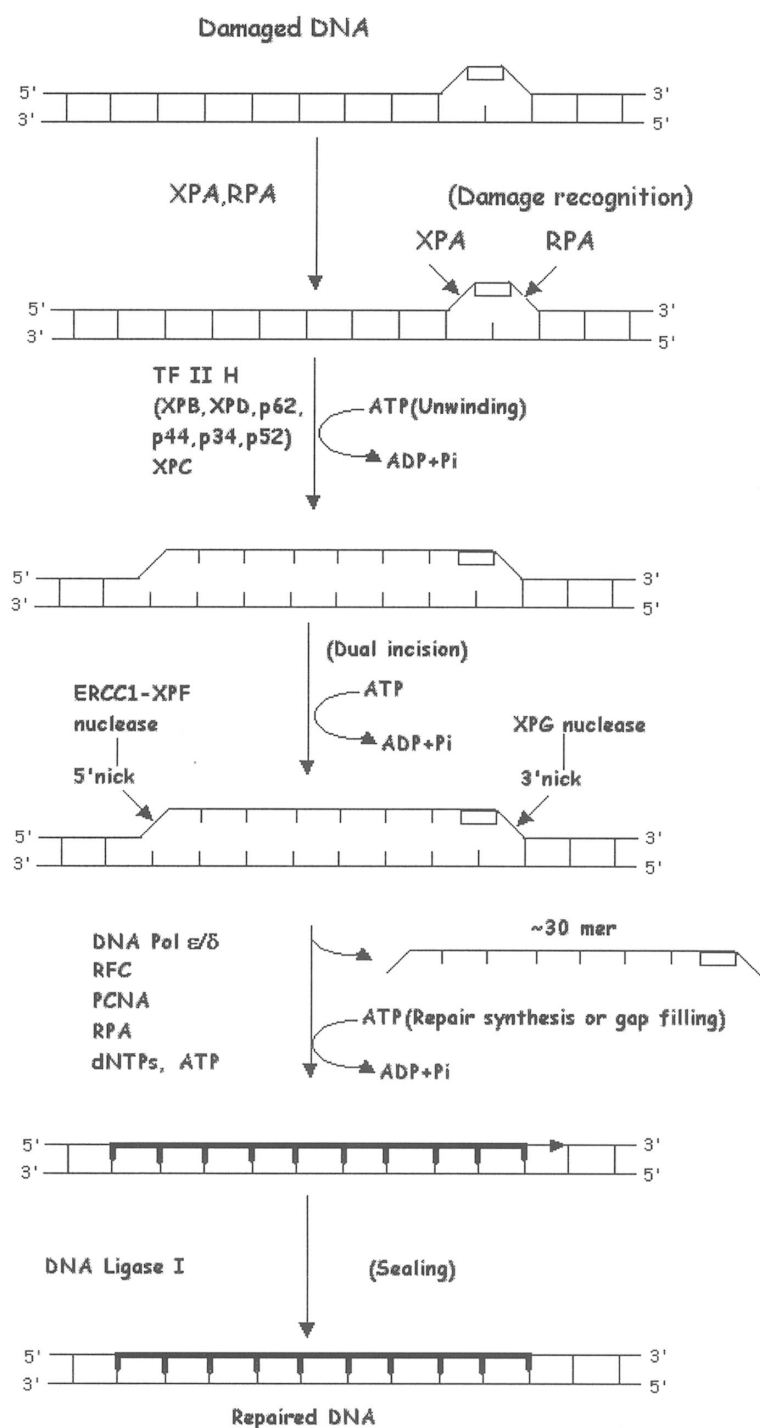 Damaged DNA
5' 3'
3' 5'
XPA,RPA (Damage recognition)
XPA RPA
5' 3'
3' 5'
TF II H
(XPB,XPD,p62,
p44,p34,p52)
XPC
ATP(Unwinding)
ADP+Pi
5' 3'
3' 5'
(Dual incision)
ERCC1-XPF
nuclease
5'nick
ATP
ADP+Pi
XPG nuclease
3'nick
5' 3'
3' 5'
DNA Pol ε/δ
RFC
PCNA
RPA
dNTPs, ATP
~30 mer
ATP(Repair synthesis or gap filling)
ADP+Pi
5' 3'
3' 5'
DNA Ligase I (Sealing)
5' 3'
3' 5'
Repaired DNA